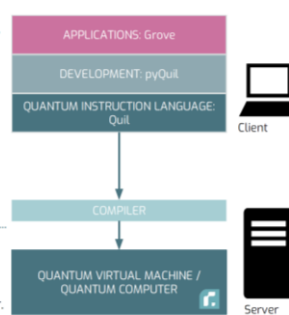 APPLICATIONS: Grove
DEVELOPMENT: pyQuil
QUANTUM INSTRUCTION LANGUAGE:
Quil
Client
COMPILER
QUANTUM VIRTUAL MACHINE /
QUANTUM COMPUTER
Server